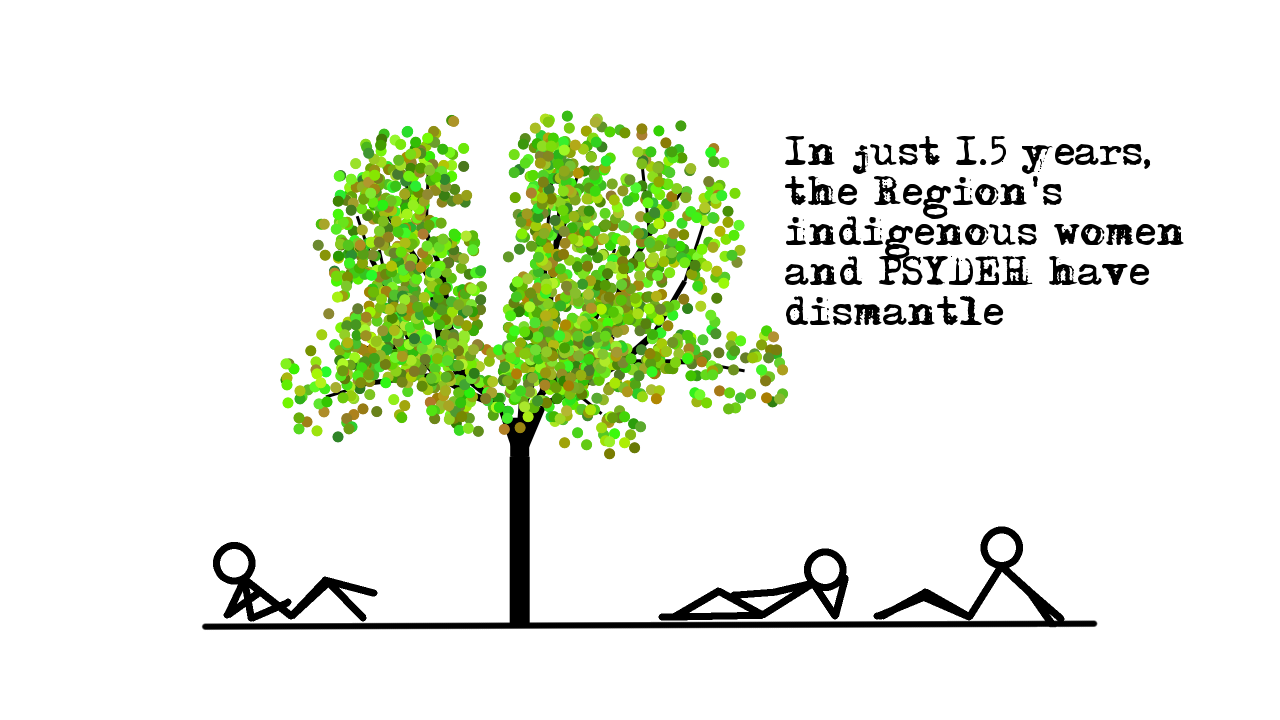 In just 1.5 years,
the Region's
indigenous women
and PSYDEH have
dismantle